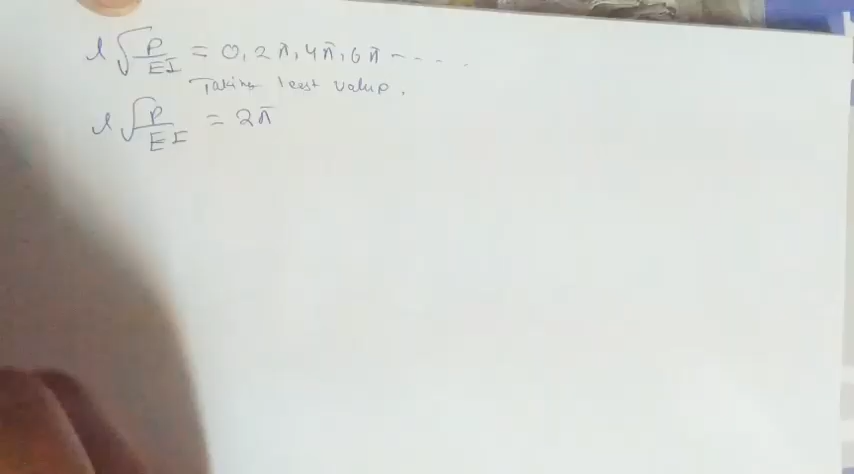 l√(P/EI) = 0, 2π, 4π, 6π - - - - .
Taking least value.
l√(P/EI) = 2π